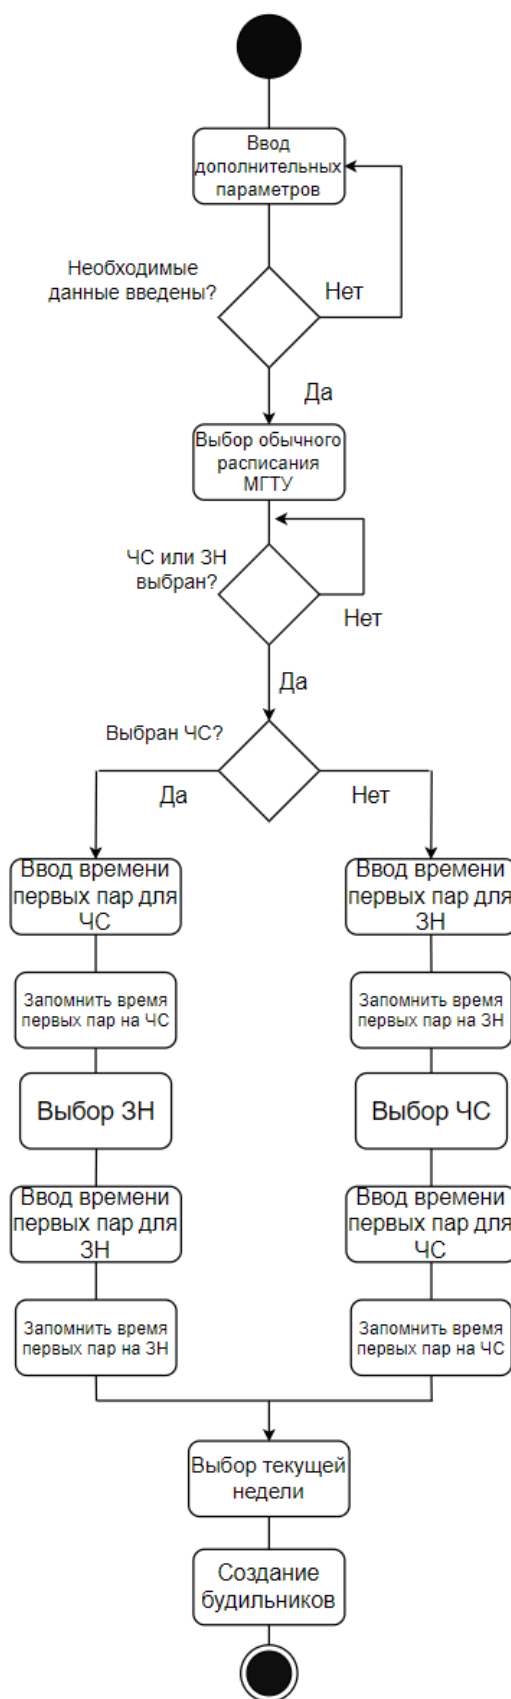 Ввод
дополнительных
параметров
Необходимые
данные введены?
Нет
Да
Выбор обычного
расписания
МГТУ
ЧС или ЗН
выбран?
Нет
Да
Выбран ЧС?
Да
Нет
Ввод времени
первых пар для
ЧС
Ввод времени
первых пар для
ЗН
Запомнить время
первых пар на ЧС
Запомнить время
первых пар на ЗН
Выбор ЗН
Выбор ЧС
Ввод времени
первых пар для
ЗН
Ввод времени
первых пар для
ЧС
Запомнить время
первых пар на ЗН
Запомнить время
первых пар на ЧС
Выбор текущей
недели
Создание
будильников